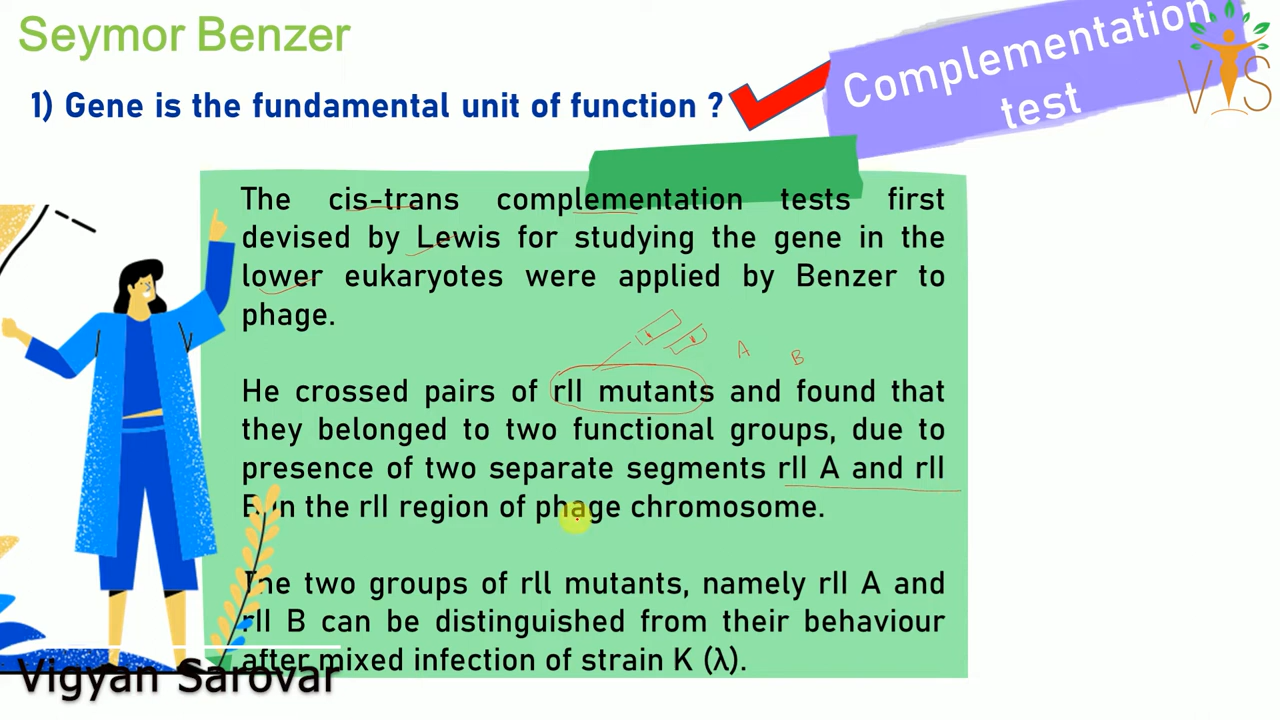 Seymor Benzer
1) Gene is the fundamental unit of function ?
Complementation
test
V S
The cis-trans complementation tests first
devised by Lewis for studying the gene in the
lower eukaryotes were applied by Benzer to
phage.
A B
He crossed pairs of rII mutants and found that
they belonged to two functional groups, due to
presence of two separate segments rII A and rII
B in the rII region of phage chromosome.
The two groups of rII mutants, namely rII A and
rII B can be distinguished from their behaviour
after mixed infection of strain K (λ).
Vigyan Sarovar